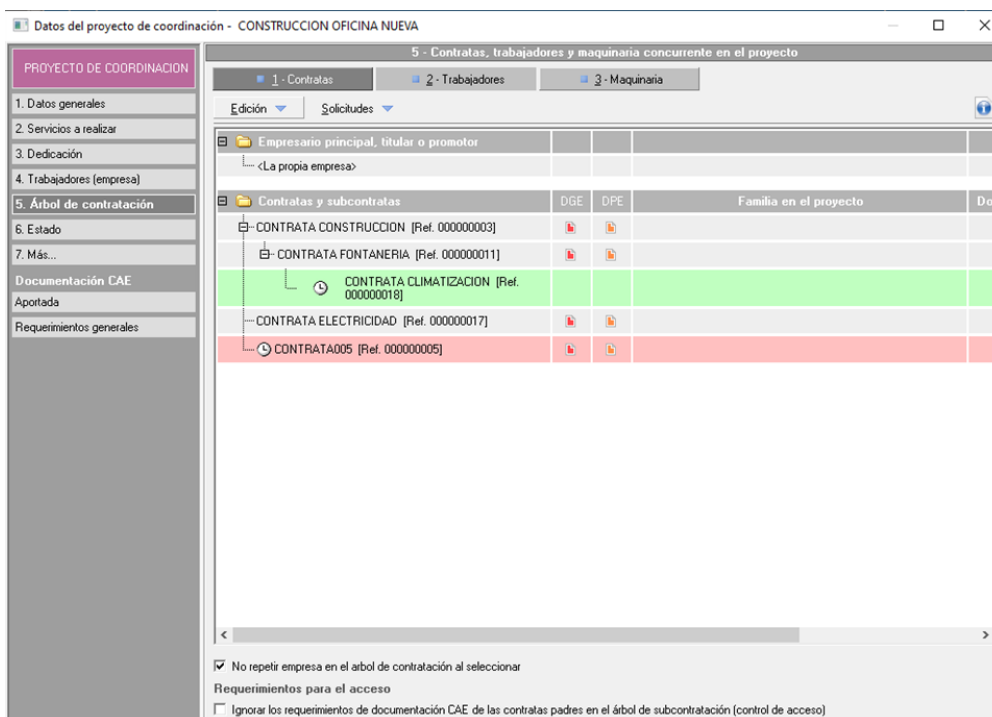 Datos del proyecto de coordinación - CONSTRUCCION OFICINA NUEVA
PROYECTO DE COORDINACION
1. Datos generales
2. Servicios a realizar
3. Dedicación
4. Trabajadores (empresa)
5. Árbol de contratación
6. Estado
7. Más...
Documentación CAE
Aportada
Requerimientos generales
5 - Contratas, trabajadores y maquinaria concurrente en el proyecto
1 - Contratas 2 - Trabajadores 3 - Maquinaria
Edición Solicitudes
Empresario principal, titular o promotor
<La propia empresa>
Contratas y subcontratas DGE DPE Familia en el proyecto Do
CONTRATA CONSTRUCCION [Ref. 000000003]
CONTRATA FONTANERIA [Ref. 000000011]
CONTRATA CLIMATIZACION [Ref.
000000018]
CONTRATA ELECTRICIDAD [Ref. 000000017]
CONTRATA005 [Ref. 000000005]
No repetir empresa en el arbol de contratación al seleccionar
Requerimientos para el acceso
Ignorar los requerimientos de documentación CAE de las contratas padres en el árbol de subcontratación (control de acceso)